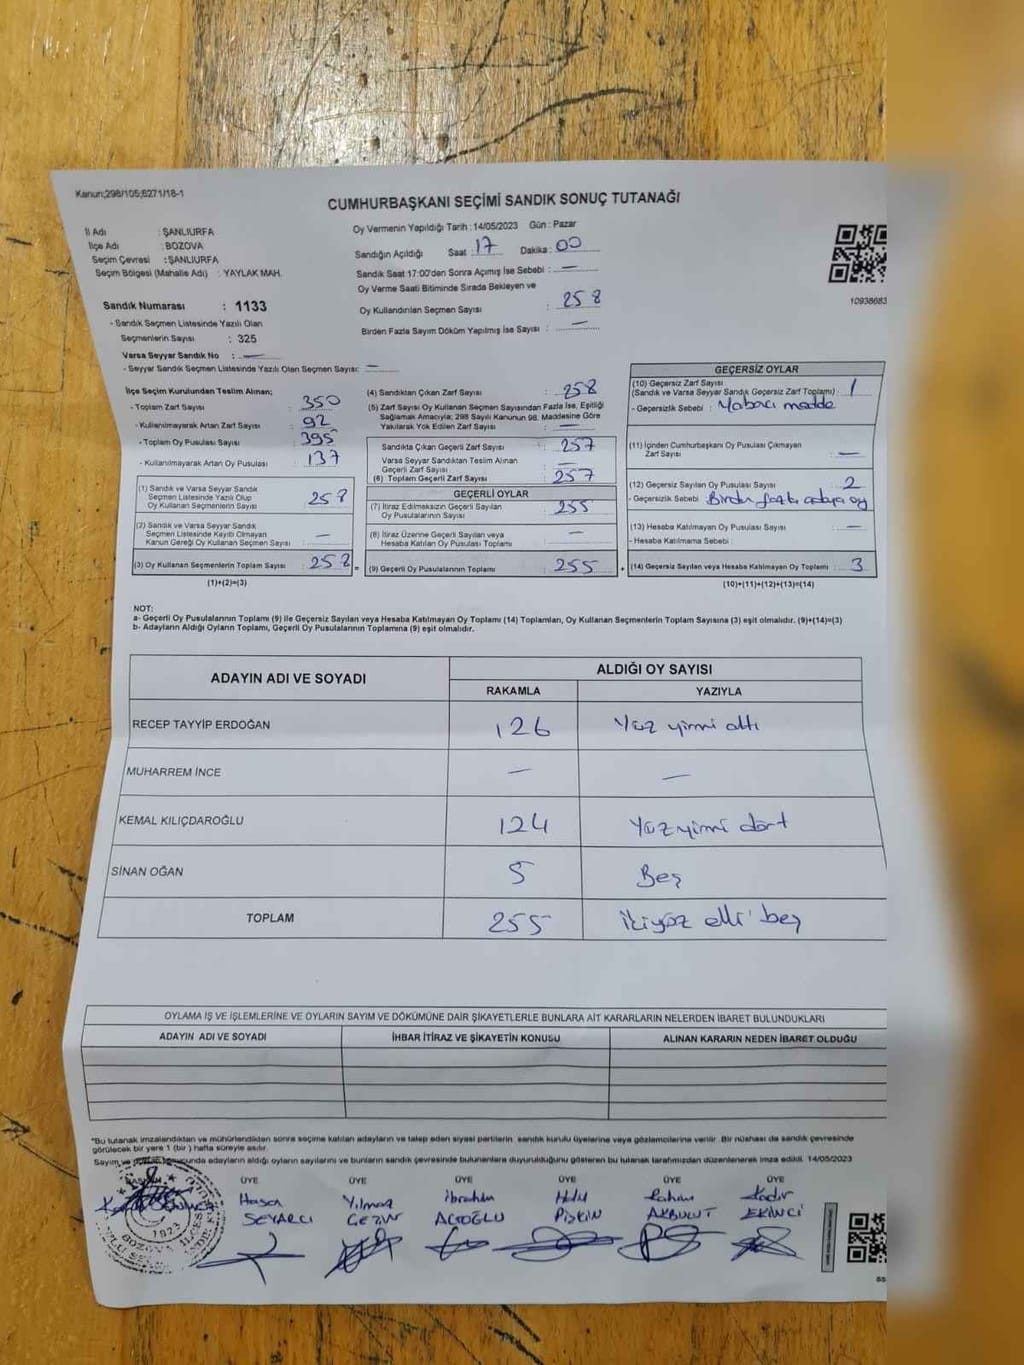 Kanun;298/105;6271/18-1
CUMHURBAŞKANI SEÇİMİ SANDIK SONUÇ TUTANAĞI
İl Adı : ŞANLIURFA
İlçe Adı : BOZOVA
Seçim Çevresi : ŞANLIURFA
Seçim Bölgesi (Mahalle Adı) : YAYLAK MAH.
Sandık Numarası : 1133
- Sandık Seçmen Listesinde Yazılı Olan
Seçmenlerin Sayısı : 325
Varsa Seyyar Sandık No : —
- Seyyar Sandık Seçmen Listesinde Yazılı Olan Seçmen Sayısı: —
Oy Vermenin Yapıldığı Tarih : 14/05/2023 Gün : Pazar
Sandığın Açıldığı Saat 17 Dakika : 00
Sandık Saat 17:00'den Sonra Açımış İse Sebebi : —
Oy Verme Saati Bitiminde Sırada Bekleyen ve
Oy Kullandırılan Seçmen Sayısı : 258
Birden Fazla Sayım Döküm Yapılmış İse Sayısı : —
10938683
İlçe Seçim Kurulundan Teslim Alınan;
- Toplam Zarf Sayısı : 350
- Kullanılmayarak Artan Zarf Sayısı : 92
- Toplam Oy Pusulası Sayısı : 395
- Kullanılmayarak Artan Oy Pusulası : 137
(1) Sandık ve Varsa Seyyar Sandık
Seçmen Listesinde Yazılı Olup
Oy Kullanan Seçmenlerin Sayısı : 258
(2) Sandık ve Varsa Seyyar Sandık
Seçmen Listesinde Kayıtlı Olmayan
Kanun Gereği Oy Kullanan Seçmen Sayısı : —
(3) Oy Kullanan Seçmenlerin Toplam Sayısı : 258 =
(1)+(2)=(3)
(4) Sandıktan Çıkan Zarf Sayısı : 258
(5) Zarf Sayısı Oy Kullanan Seçmen Sayısından Fazla İse, Eşitliği
Sağlamak Amacıyla; 298 Sayılı Kanunun 98. Maddesine Göre
Yakılarak Yok Edilen Zarf Sayısı : —
Sandıkta Çıkan Geçerli Zarf Sayısı : 257
Varsa Seyyar Sandıktan Teslim Alınan
Geçerli Zarf Sayısı : —
(6) Toplam Geçerli Zarf Sayısı : 257
GEÇERLİ OYLAR
(7) İtiraz Edilmeksizin Geçerli Sayılan
Oy Pusulalarının Sayısı : 255
(8) İtiraz Üzerine Geçerli Sayılan veya
Hesaba Katılan Oy Pusulası Toplamı : —
(9) Geçerli Oy Pusulalarının Toplamı : 255 +
GEÇERSİZ OYLAR
(10) Geçersiz Zarf Sayısı
(Sandık ve Varsa Seyyar Sandık Geçersiz Zarf Toplamı) : 1
- Geçersizlik Sebebi : Yabacı madde
(11) İçinden Cumhurbaşkanı Oy Pusulası Çıkmayan
Zarf Sayısı : —
(12) Geçersiz Sayılan Oy Pusulası Sayısı : 2
- Geçersizlik Sebebi : Birden fazla adaya oy
(13) Hesaba Katılmayan Oy Pusulası Sayısı : —
- Hesaba Katılmama Sebebi :
(14) Geçersiz Sayılan veya Hesaba Katılmayan Oy Toplamı : 3
(10)+(11)+(12)+(13)=(14)
NOT:
a- Geçerli Oy Pusulalarının Toplamı (9) ile Geçersiz Sayılan veya Hesaba Katılmayan Oy Toplamı (14) Toplamları, Oy Kullanan Seçmenlerin Toplam Sayısına (3) eşit olmalıdır. (9)+(14)=(3)
b- Adayların Aldığı Oyların Toplamı, Geçerli Oy Pusulalarının Toplamına (9) eşit olmalıdır.
ADAYIN ADI VE SOYADI ALDIĞI OY SAYISI
RAKAMLA YAZIYLA
RECEP TAYYİP ERDOĞAN 126 Yüz yirmi altı
MUHARREM İNCE — —
KEMAL KILIÇDAROĞLU 124 Yüz yirmi dört
SİNAN OĞAN 5 Beş
TOPLAM 255 ikiyüz elli beş
OYLAMA İŞ VE İŞLEMLERİNE VE OYLARIN SAYIM VE DÖKÜMÜNE DAİR ŞİKAYETLERLE BUNLARA AİT KARARLARIN NELERDEN İBARET BULUNDUKLARI
ADAYIN ADI VE SOYADI İHBAR İTİRAZ VE ŞİKAYETİN KONUSU ALINAN KARARIN NEDEN İBARET OLDUĞU
"Bu tutanak imzalandıktan ve mühürlendikten sonra seçime katılan adayların ve talep eden siyasi partilerin sandık kurulu üyelerine veya gözlemcilerine verilir. Bir nüshası da sandık çevresinde
görülecek bir yere 1 (bir) hafta süreyle asılır.
Sayım ve sonucunda adayların aldığı oyların sayılarını ve bunların sandık çevresinde bulunanlara duyurulduğunu gösteren bu tutanak tarafımızdan düzenlenerek imza edildi. 14/05/2023
ÜYE ÜYE ÜYE ÜYE ÜYE ÜYE
Hasan Yılmaz İbrahim Halil Rahim Kadir
SEYARCI GEZİN ACIOĞLU PİŞKİN AKBULUT EKİNCİ
1923
BOZOVA İLÇESİ